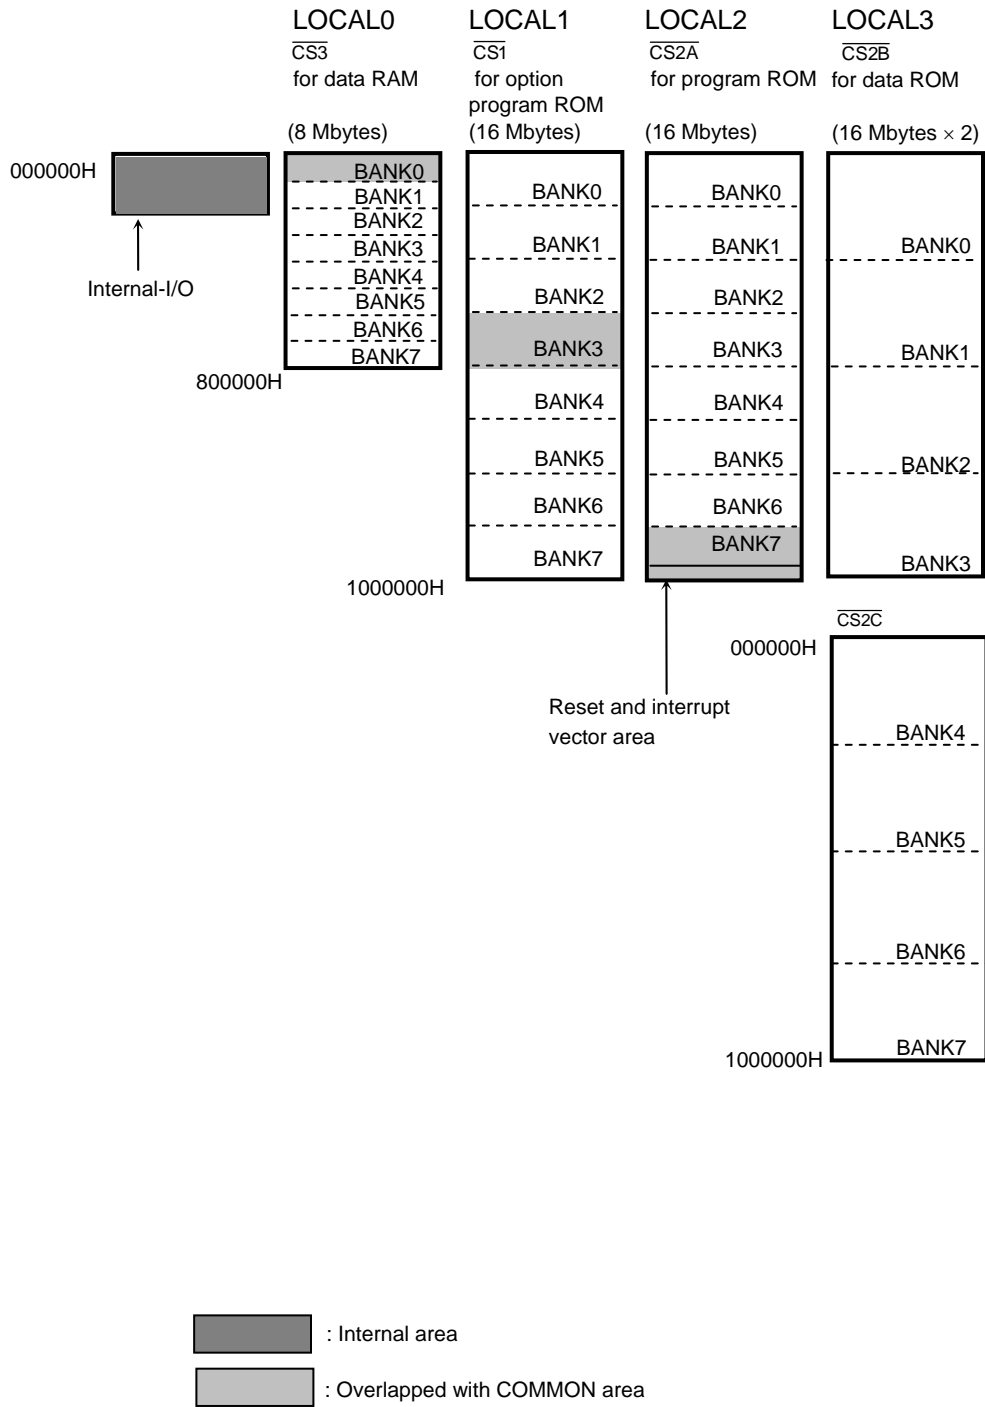 LOCAL0
CS3
for data RAM
(8 Mbytes)
LOCAL1
CS1
for option
program ROM
(16 Mbytes)
LOCAL2
CS2A
for program ROM
(16 Mbytes)
LOCAL3
CS2B
for data ROM
(16 Mbytes × 2)
000000H
Internal-I/O
BANK0
BANK1
BANK2
BANK3
BANK4
BANK5
BANK6
BANK7
800000H
BANK0
BANK1
BANK2
BANK3
BANK4
BANK5
BANK6
BANK7
1000000H
BANK0
BANK1
BANK2
BANK3
BANK4
BANK5
BANK6
BANK7
Reset and interrupt
vector area
BANK0
BANK1
BANK2
BANK3
CS2C
000000H
BANK4
BANK5
BANK6
BANK7
1000000H
: Internal area
: Overlapped with COMMON area